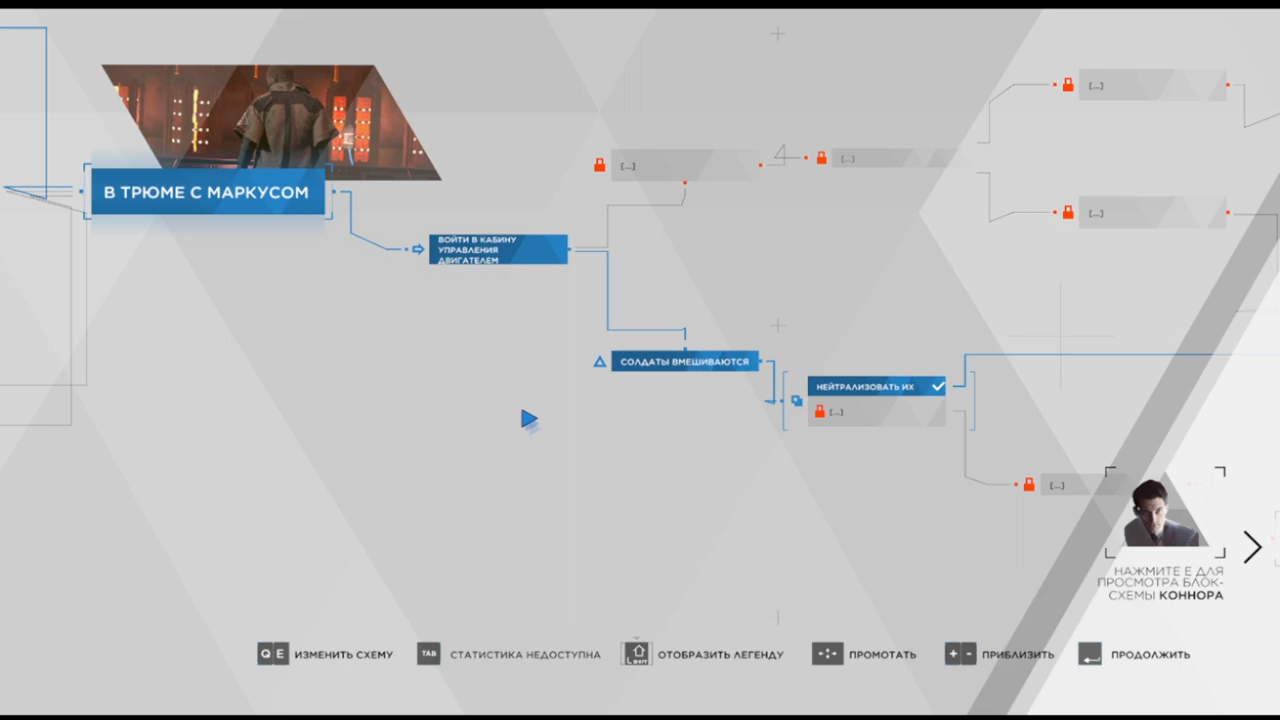 [...]
[...]
[...]
В ТРЮМЕ С МАРКУСОМ
[...]
ВОЙТИ В КАБИНУ
УПРАВЛЕНИЯ
ДВИГАТЕЛЕМ
СОЛДАТЫ ВМЕШИВАЮТСЯ
НЕЙТРАЛИЗОВАТЬ ИХ
[...]
[...]
НАЖМИТЕ E ДЛЯ
ПРОСМОТРА БЛОК-
СХЕМЫ КОННОРА
Q E ИЗМЕНИТЬ СХЕМУ
TAB СТАТИСТИКА НЕДОСТУПНА
L SHIFT ОТОБРАЗИТЬ ЛЕГЕНДУ
ПРОМОТАТЬ
+ - ПРИБЛИЗИТЬ
ПРОДОЛЖИТЬ